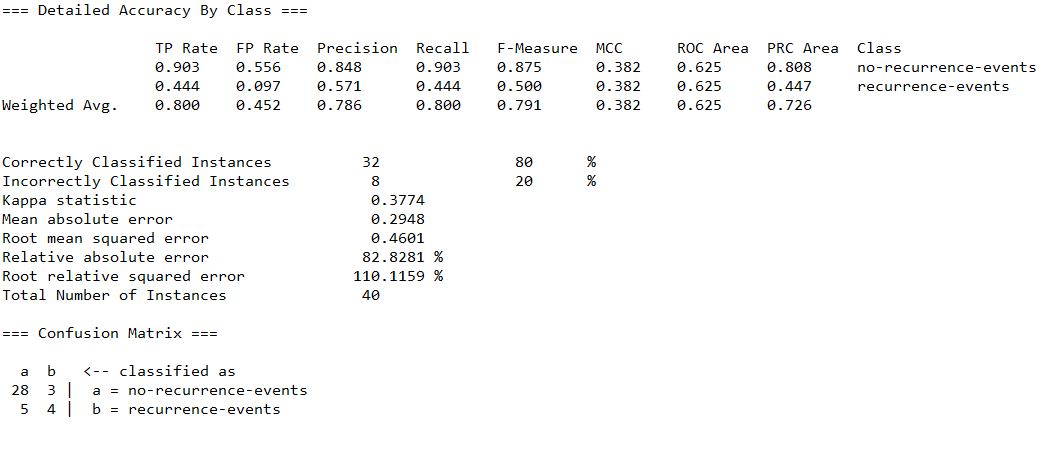 === Detailed Accuracy By Class ===
TP Rate FP Rate Precision Recall F-Measure MCC ROC Area PRC Area Class
0.903 0.556 0.848 0.903 0.875 0.382 0.625 0.808 no-recurrence-events
0.444 0.097 0.571 0.444 0.500 0.382 0.625 0.447 recurrence-events
Weighted Avg. 0.800 0.452 0.786 0.800 0.791 0.382 0.625 0.726
Correctly Classified Instances 32 80 %
Incorrectly Classified Instances 8 20 %
Kappa statistic 0.3774
Mean absolute error 0.2948
Root mean squared error 0.4601
Relative absolute error 82.8281 %
Root relative squared error 110.1159 %
Total Number of Instances 40
=== Confusion Matrix ===
a b <-- classified as
28 3 | a = no-recurrence-events
5 4 | b = recurrence-events